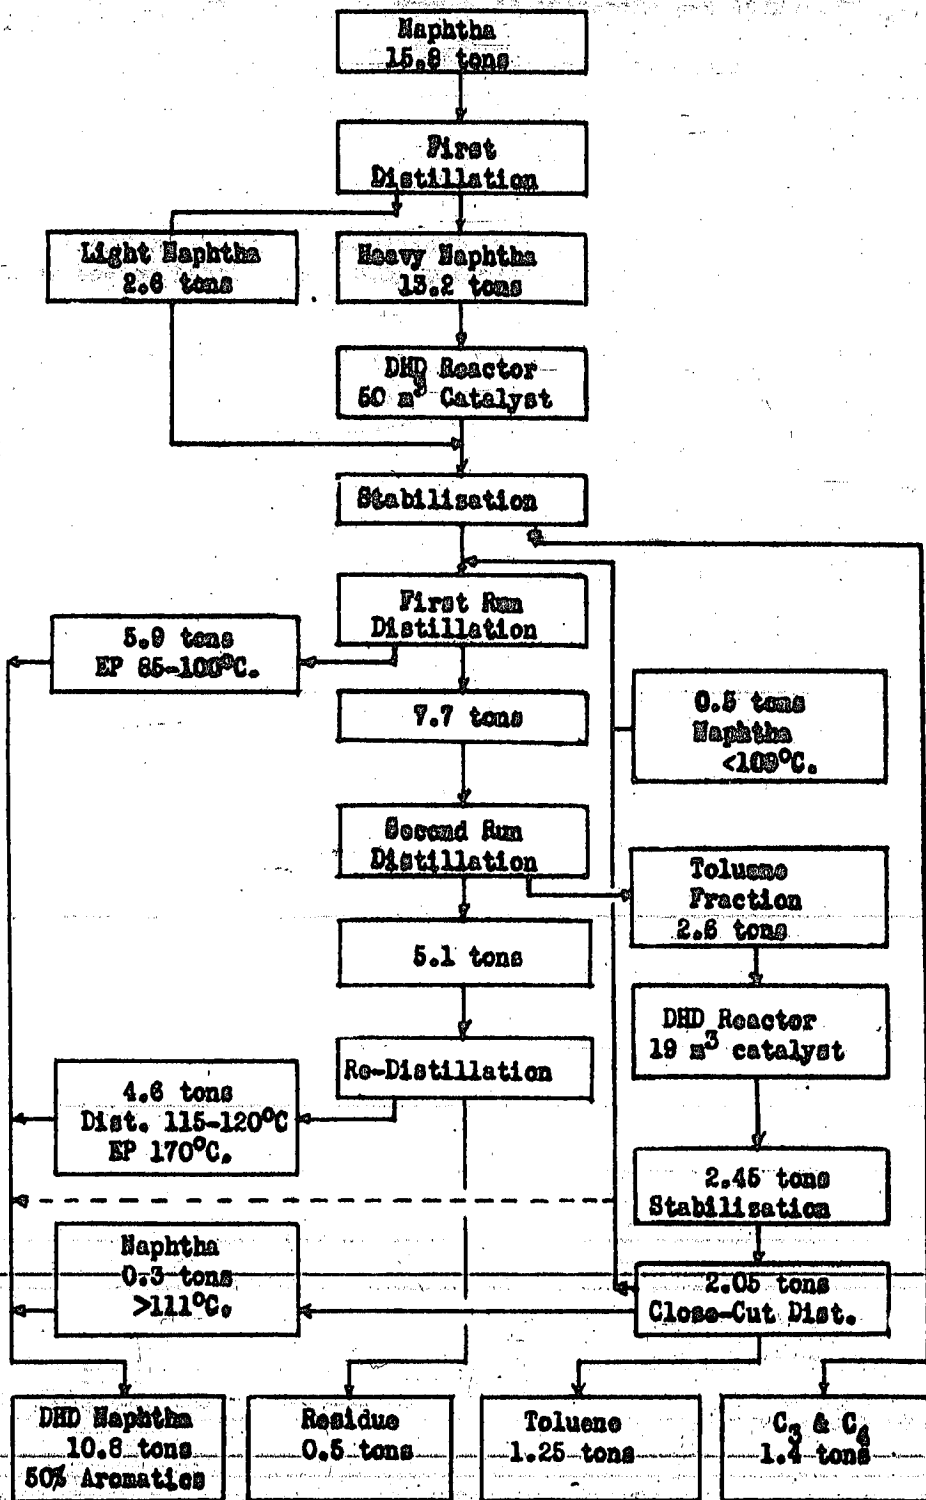 Naphtha
15.8 tons
First
Distillation
Light Naphtha
2.6 tons
Heavy Naphtha
13.2 tons
DHD Reactor
50 m³ Catalyst
Stabilisation
First Run
Distillation
5.9 tons
EP 85-100°C.
7.7 tons
0.5 tons
Naphtha
<109°C.
Second Run
Distillation
Toluene
Fraction
2.6 tons
5.1 tons
DHD Reactor
19 m³ catalyst
Re-Distillation
4.6 tons
Dist. 115-120°C
EP 170°C.
2.45 tons
Stabilization
Naphtha
0.3 tons
>111°C.
2.05 tons
Close-Cut Dist.
DHD Naphtha
10.8 tons
50% Aromatics
Residue
0.5 tons
Toluene
1.25 tons
C₃ & C₄
1.4 tons